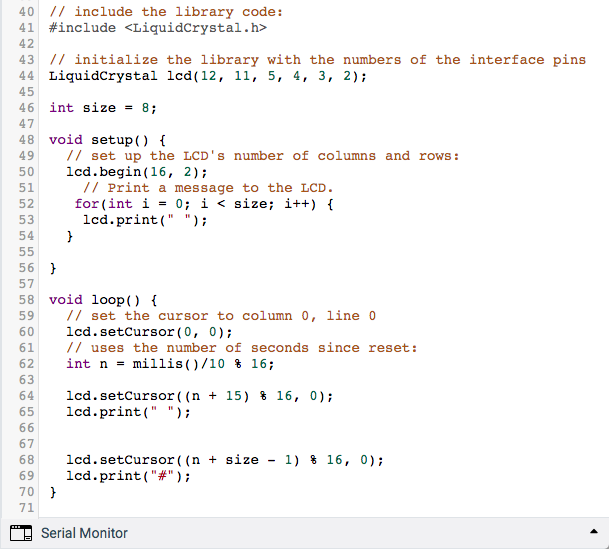 40 // include the library code:
41 #include <LiquidCrystal.h>
42
43 // initialize the library with the numbers of the interface pins
44 LiquidCrystal lcd(12, 11, 5, 4, 3, 2);
45
46 int size = 8;
47
48 void setup() {
49   // set up the LCD's number of columns and rows:
50   lcd.begin(16, 2);
51     // Print a message to the LCD.
52    for(int i = 0; i < size; i++) {
53     lcd.print(" ");
54   }
55
56 }
57
58 void loop() {
59   // set the cursor to column 0, line 0
60   lcd.setCursor(0, 0);
61   // uses the number of seconds since reset:
62   int n = millis()/10 % 16;
63
64   lcd.setCursor((n + 15) % 16, 0);
65   lcd.print(" ");
66
67
68   lcd.setCursor((n + size - 1) % 16, 0);
69   lcd.print("#");
70 }
71
Serial Monitor